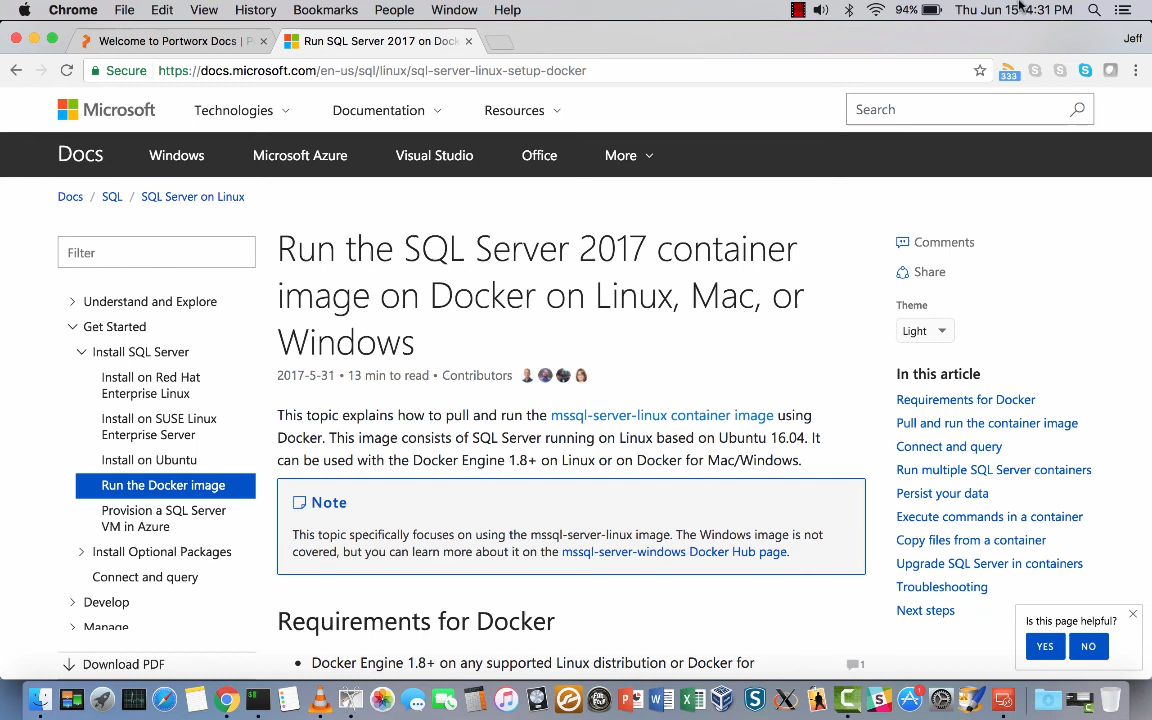 Chrome File Edit View History Bookmarks People Window Help 94% Thu Jun 15 4:31 PM
Welcome to Portworx Docs | P
Run SQL Server 2017 on Dock
Jeff
Secure https://docs.microsoft.com/en-us/sql/linux/sql-server-linux-setup-docker
333
Microsoft Technologies Documentation Resources Search
Docs Windows Microsoft Azure Visual Studio Office More
Docs / SQL / SQL Server on Linux
Filter
Understand and Explore
Get Started
Install SQL Server
Install on Red Hat
Enterprise Linux
Install on SUSE Linux
Enterprise Server
Install on Ubuntu
Run the Docker image
Provision a SQL Server
VM in Azure
Install Optional Packages
Connect and query
Develop
Manage
Download PDF
Run the SQL Server 2017 container
image on Docker on Linux, Mac, or
Windows
2017-5-31 • 13 min to read • Contributors
This topic explains how to pull and run the mssql-server-linux container image using
Docker. This image consists of SQL Server running on Linux based on Ubuntu 16.04. It
can be used with the Docker Engine 1.8+ on Linux or on Docker for Mac/Windows.
Note
This topic specifically focuses on using the mssql-server-linux image. The Windows image is not
covered, but you can learn more about it on the mssql-server-windows Docker Hub page.
Requirements for Docker
• Docker Engine 1.8+ on any supported Linux distribution or Docker for
1
Comments
Share
Theme
Light
In this article
Requirements for Docker
Pull and run the container image
Connect and query
Run multiple SQL Server containers
Persist your data
Execute commands in a container
Copy files from a container
Upgrade SQL Server in containers
Troubleshooting
Next steps
Is this page helpful?
YES NO